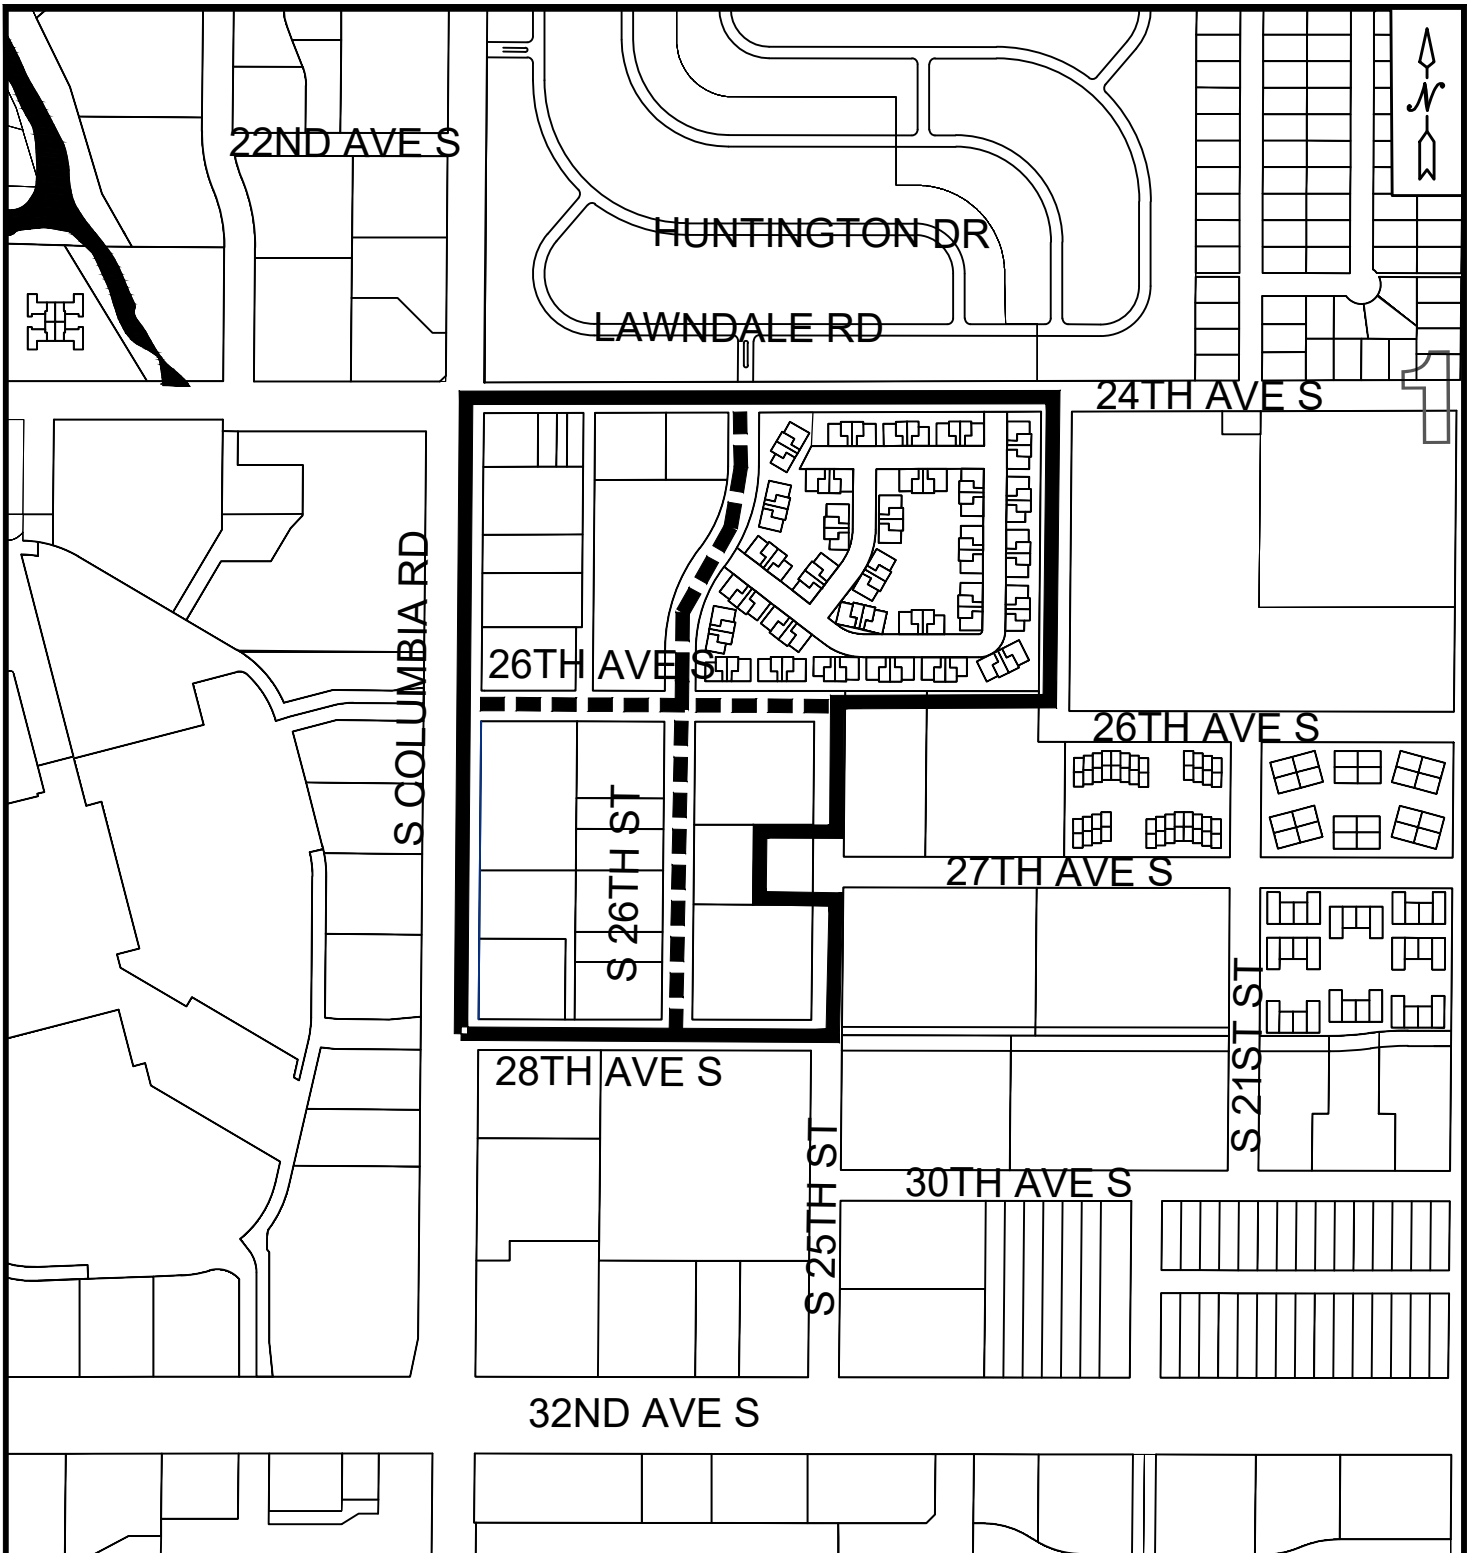 N
22ND AVE S
HUNTINGTON DR
LAWNDALE RD
1
24TH AVE S
S COLUMBIA RD
26TH AVE S
26TH AVE S
S 26TH ST
27TH AVE S
S 21ST ST
28TH AVE S
S 25TH ST
30TH AVE S
32ND AVE S